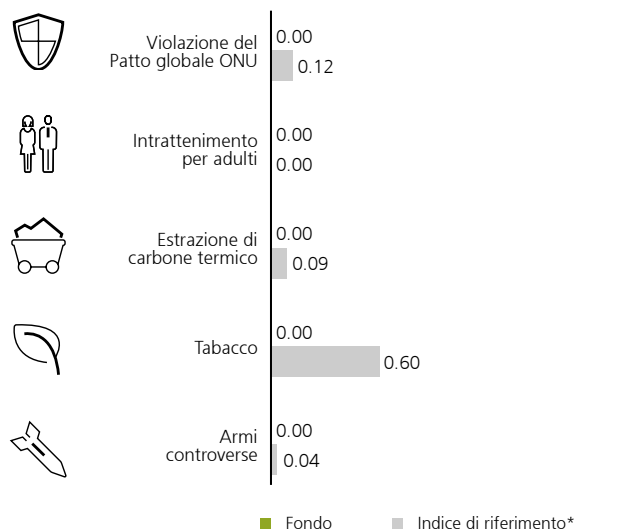 Violazione del
Patto globale ONU
0.00
0.12
Intrattenimento
per adulti
0.00
0.00
Estrazione di
carbone termico
0.00
0.09
Tabacco
0.00
0.60
Armi
controverse
0.00
0.04
Fondo Indice di riferimento*